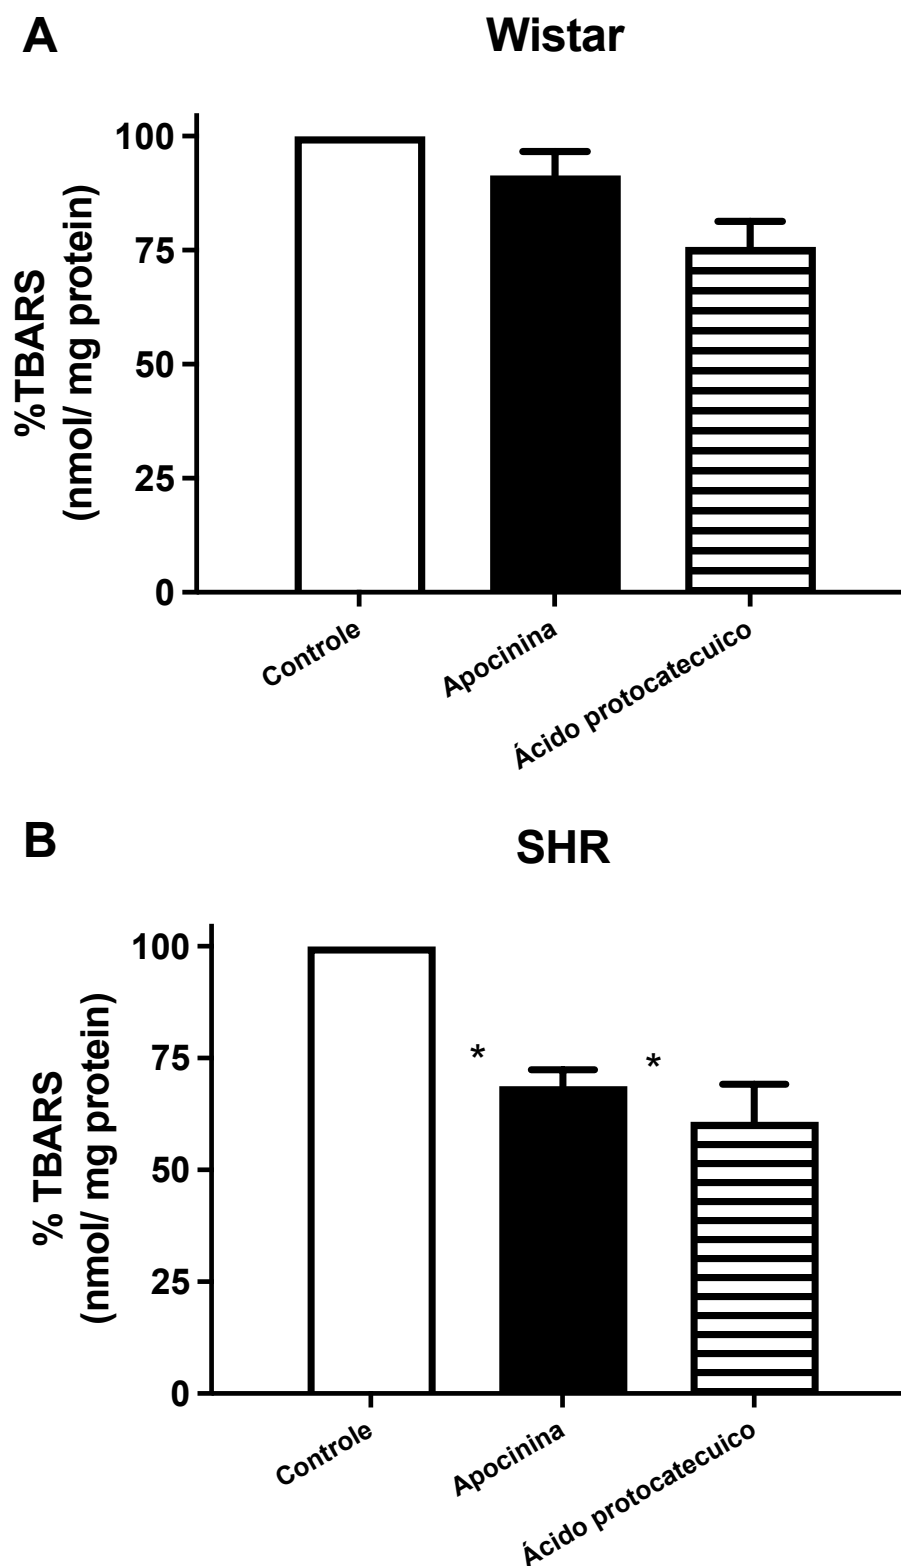 A
Wistar
%TBARS
(nmol/ mg protein)
100
75
50
25
0
Controle
Apocinina
Ácido protocatecuico
B
SHR
% TBARS
(nmol/ mg protein)
100
75
50
25
0
*
*
Controle
Apocinina
Ácido protocatecuico